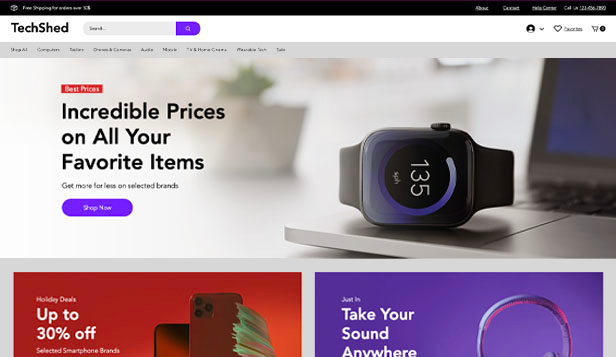 Free Shipping for orders over 50$
About Contact Help Center Call Us 123-456-7890
TechShed
Search...
Favorites 0
Shop All Computers Tablets Drones & Cameras Audio Mobile T.V & Home Cinema Wearable Tech Sale
Best Prices
Incredible Prices
on All Your
Favorite Items
Get more for less on selected brands
Shop Now
135
kph
Holiday Deals
Up to
30% off
Selected Smartphone Brands
Just In
Take Your
Sound
Anywhere